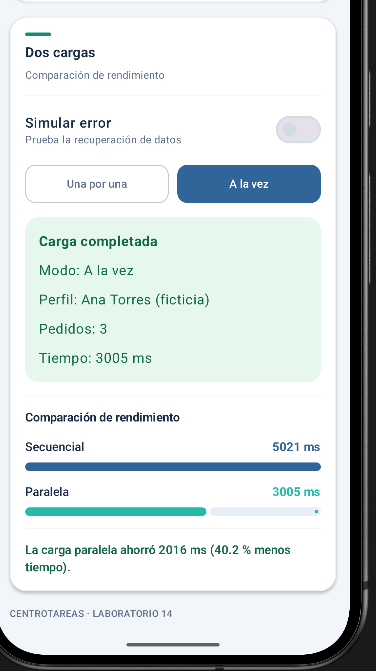 Dos cargas
Comparación de rendimiento
Simular error
Prueba la recuperación de datos
Una por una
A la vez
Carga completada
Modo: A la vez
Perfil: Ana Torres (ficticia)
Pedidos: 3
Tiempo: 3005 ms
Comparación de rendimiento
Secuencial 5021 ms
Paralela 3005 ms
La carga paralela ahorró 2016 ms (40.2 % menos
tiempo).
CENTROTAREAS - LABORATORIO 14